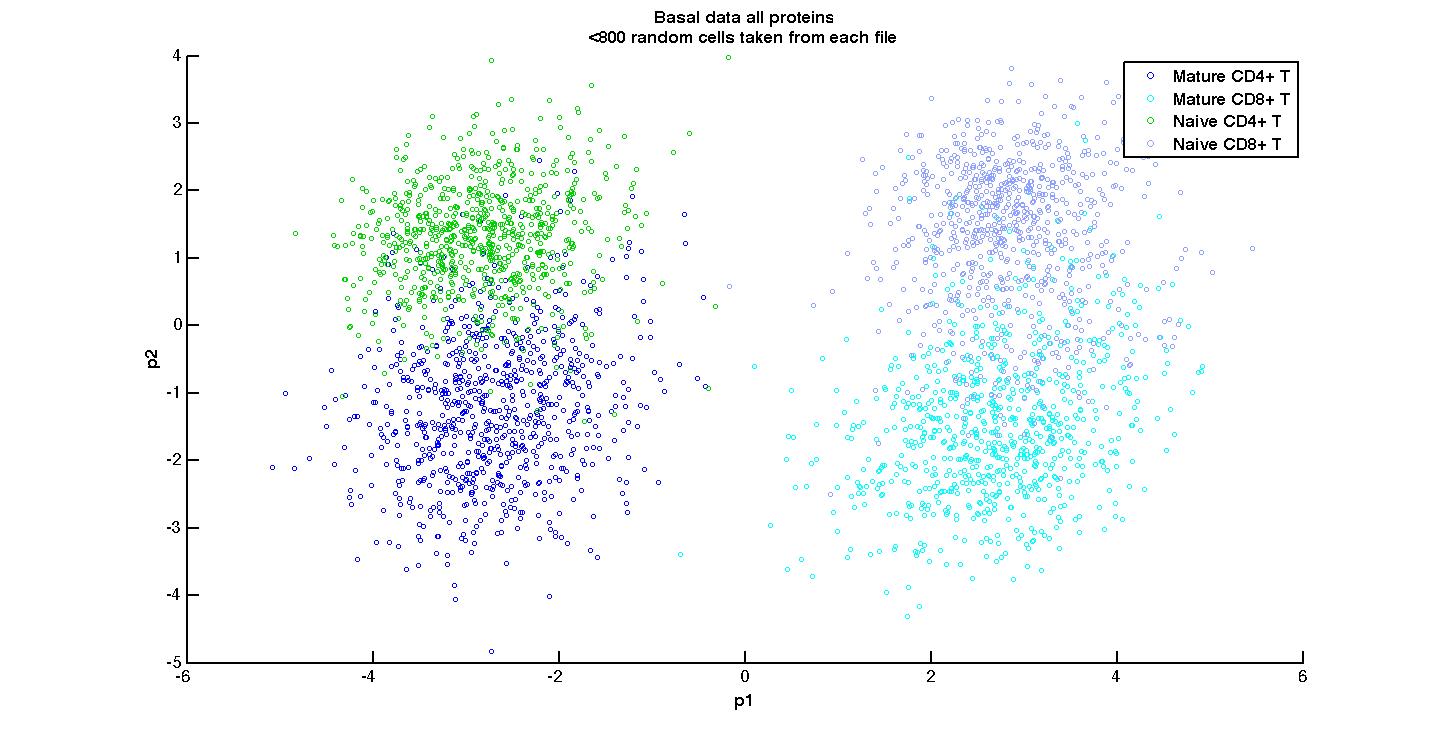 Basal data all proteins
<800 random cells taken from each file
Mature CD4+ T
Mature CD8+ T
Naive CD4+ T
Naive CD8+ T
4
3
2
1
0
-1
-2
-3
-4
-5
p2
-6
-4
-2
0
2
4
6
p1